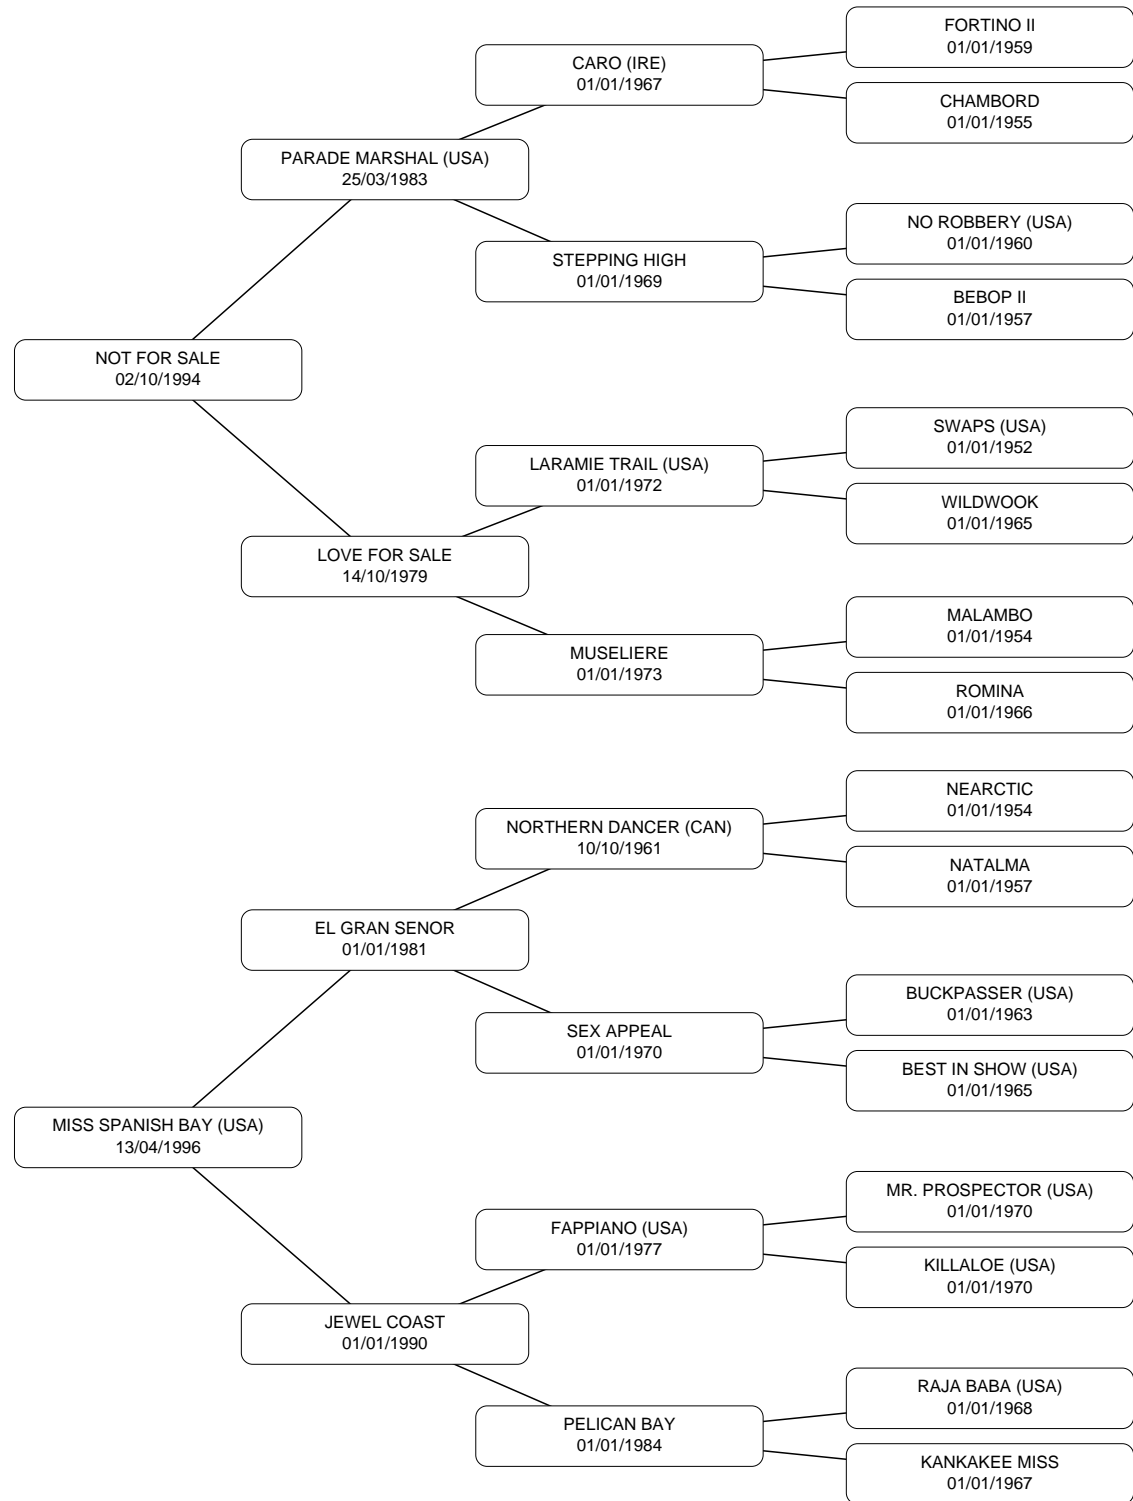 FORTINO II
01/01/1959
CARO (IRE)
01/01/1967
CHAMBORD
01/01/1955
PARADE MARSHAL (USA)
25/03/1983
NO ROBBERY (USA)
01/01/1960
STEPPING HIGH
01/01/1969
BEBOP II
01/01/1957
NOT FOR SALE
02/10/1994
SWAPS (USA)
01/01/1952
LARAMIE TRAIL (USA)
01/01/1972
WILDWOOK
01/01/1965
LOVE FOR SALE
14/10/1979
MALAMBO
01/01/1954
MUSELIERE
01/01/1973
ROMINA
01/01/1966
NEARCTIC
01/01/1954
NORTHERN DANCER (CAN)
10/10/1961
NATALMA
01/01/1957
EL GRAN SENOR
01/01/1981
BUCKPASSER (USA)
01/01/1963
SEX APPEAL
01/01/1970
BEST IN SHOW (USA)
01/01/1965
MISS SPANISH BAY (USA)
13/04/1996
MR. PROSPECTOR (USA)
01/01/1970
FAPPIANO (USA)
01/01/1977
KILLALOE (USA)
01/01/1970
JEWEL COAST
01/01/1990
RAJA BABA (USA)
01/01/1968
PELICAN BAY
01/01/1984
KANKAKEE MISS
01/01/1967